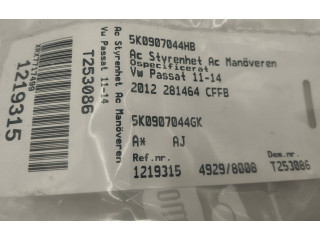 5K0907044HB
Ac Styrenhet Ac Manöveren
Ospecificerat
Vw Passat 11-14
2012 281464 CFFB
5K0907044GK
A* AJ
Ref.nr. Dem.nr.
1219315 4929/8008 T253086
Ac Styrenhet Ac Manöveren
Vw Passat 11-14
T253086
1219315